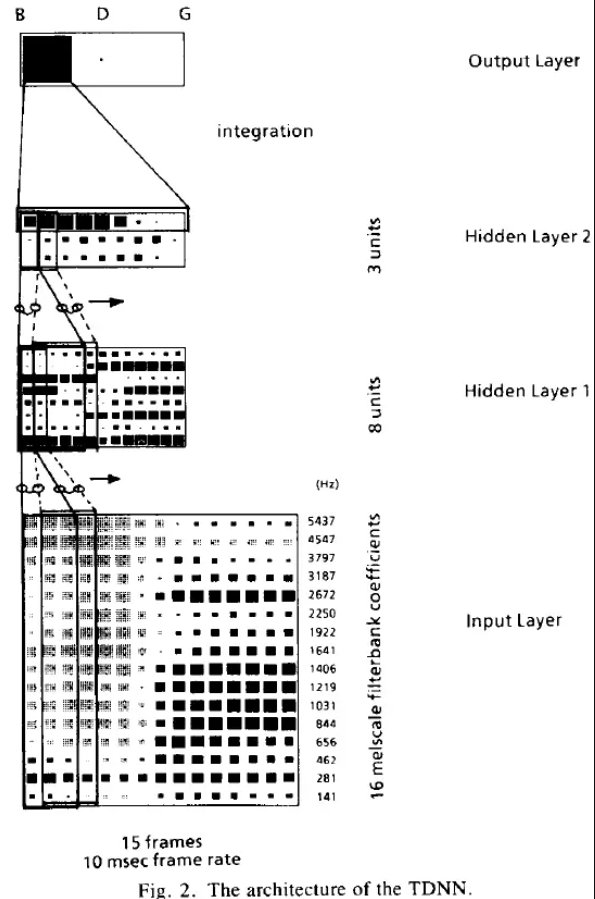 B D G
Output Layer
integration
3 units
Hidden Layer 2
8 units
Hidden Layer 1
(Hz)
5437
4547
3797
3187
2672
2250
1922
1641
1406
1219
1031
844
656
462
281
141
16 melscale filterbank coefficients
Input Layer
15 frames
10 msec frame rate
Fig. 2. The architecture of the TDNN.